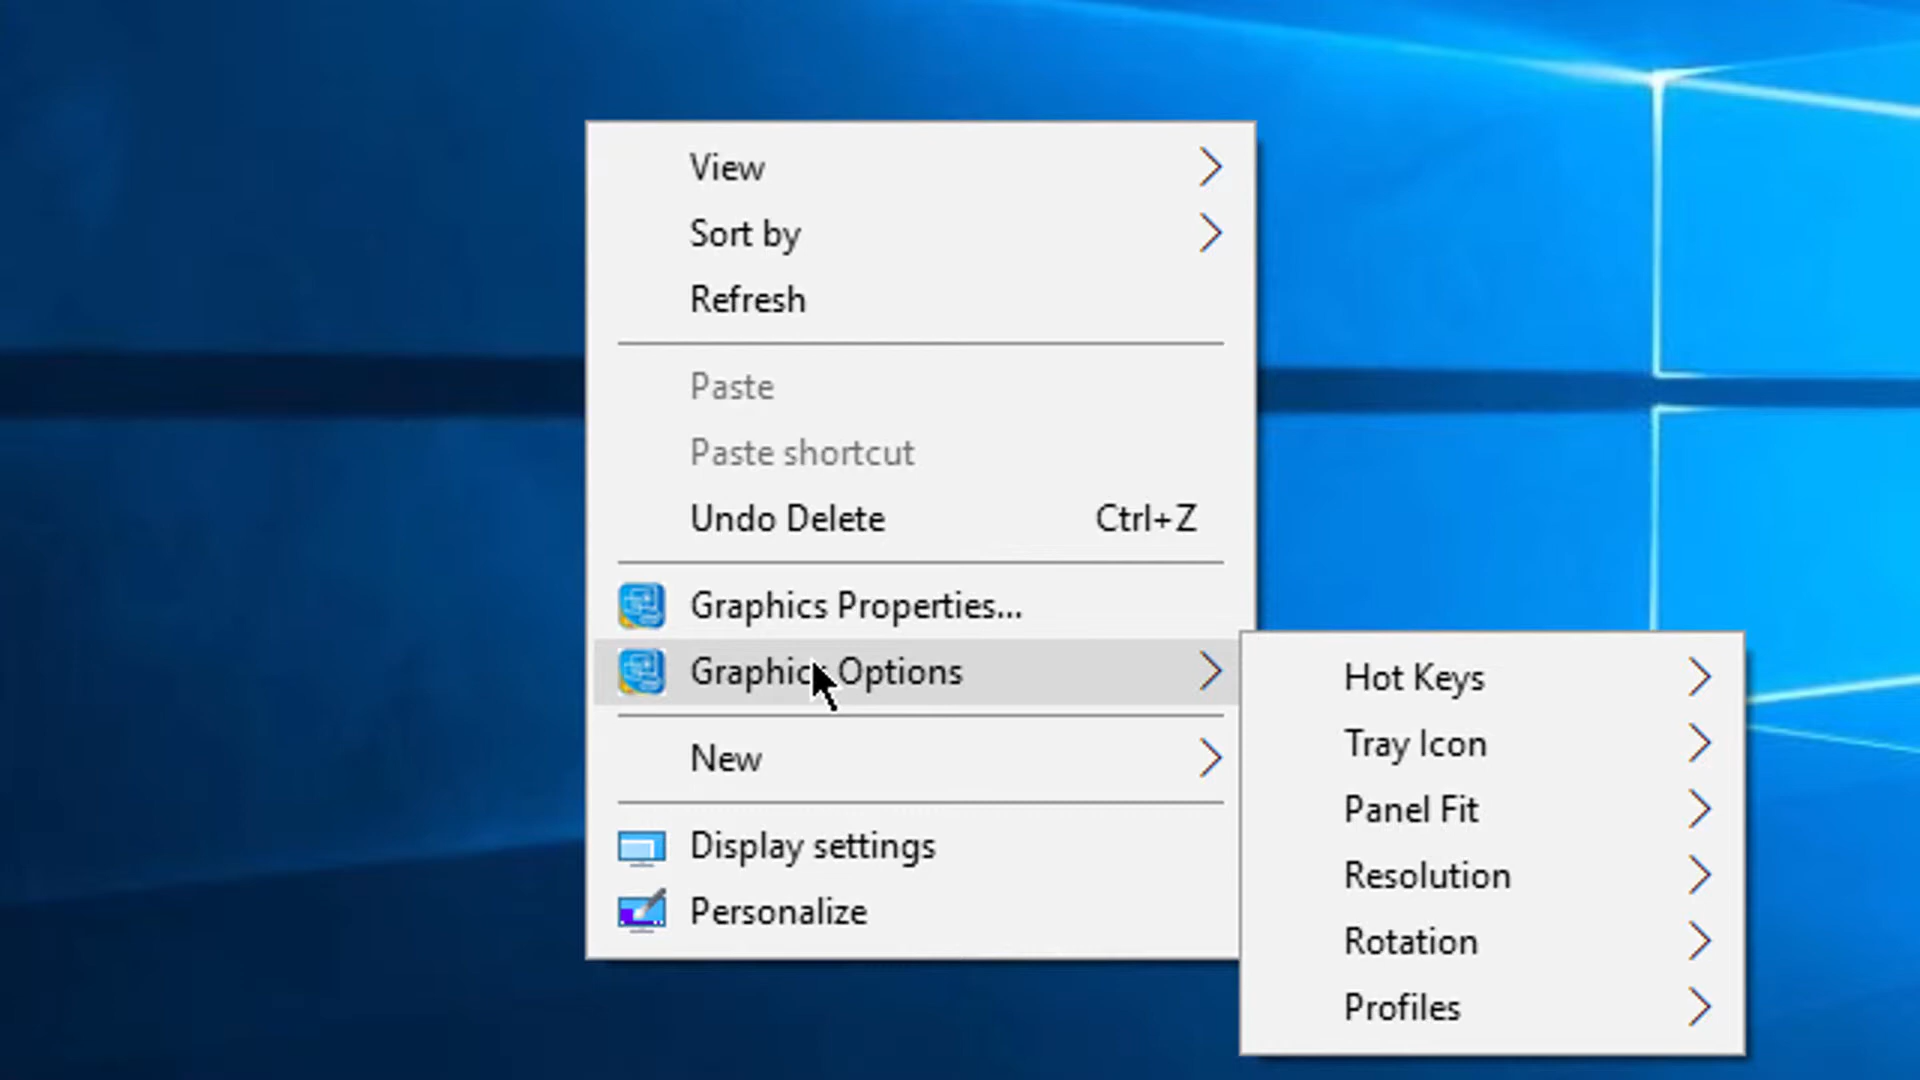 View
Sort by
Refresh
Paste
Paste shortcut
Undo Delete Ctrl+Z
Graphics Properties...
Graphics Options
New
Display settings
Personalize
Hot Keys
Tray Icon
Panel Fit
Resolution
Rotation
Profiles